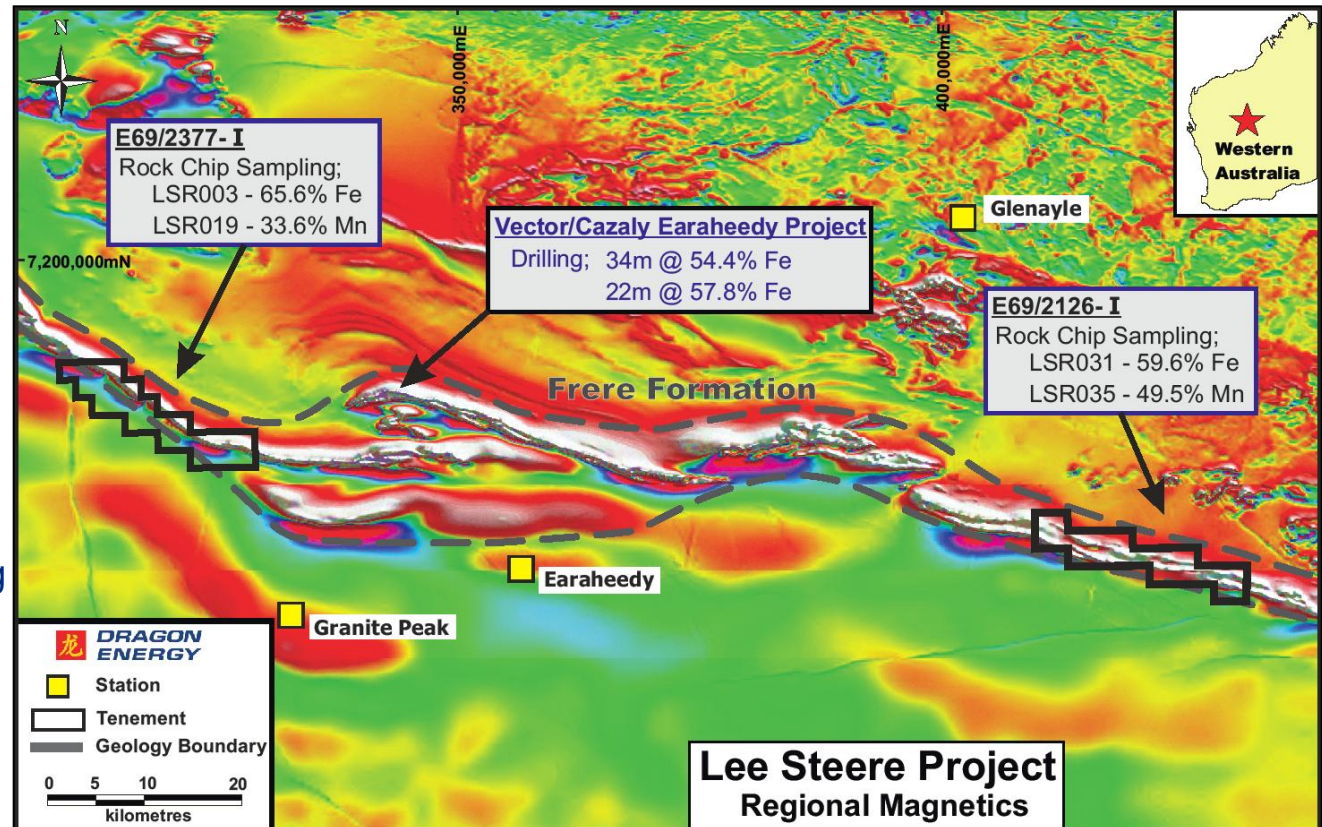 N
350,000mE
400,000mE
Western
Australia
E69/2377-I
Rock Chip Sampling;
LSR003 - 65.6% Fe
LSR019 - 33.6% Mn
Vector/Cazaly Earaheedy Project
Drilling; 34m @ 54.4% Fe
22m @ 57.8% Fe
Glenayle
7,200,000mN
E69/2126-I
Rock Chip Sampling;
LSR031 - 59.6% Fe
LSR035 - 49.5% Mn
Frere Formation
g
Earaheedy
Granite Peak
龙 DRAGON
ENERGY
Station
Tenement
Geology Boundary
0 5 10 20
kilometres
Lee Steere Project
Regional Magnetics